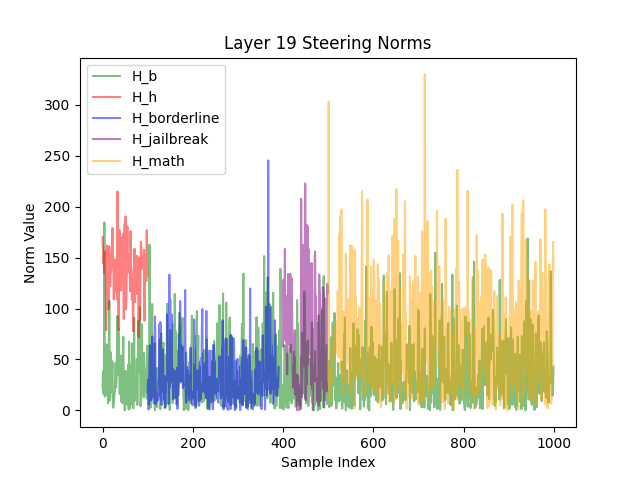 Layer 19 Steering Norms
H_b
H_h
H_borderline
H_jailbreak
H_math
300
250
200
150
100
50
0
Norm Value
0 200 400 600 800 1000
Sample Index